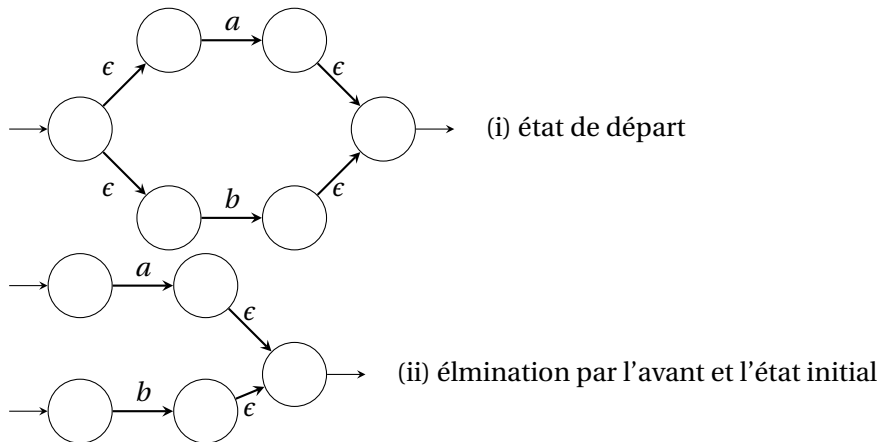 a
ϵ ϵ
(i) état de départ
ϵ ϵ
b
a
ϵ
(ii) élmination par l'avant et l'état initial
b
ϵ